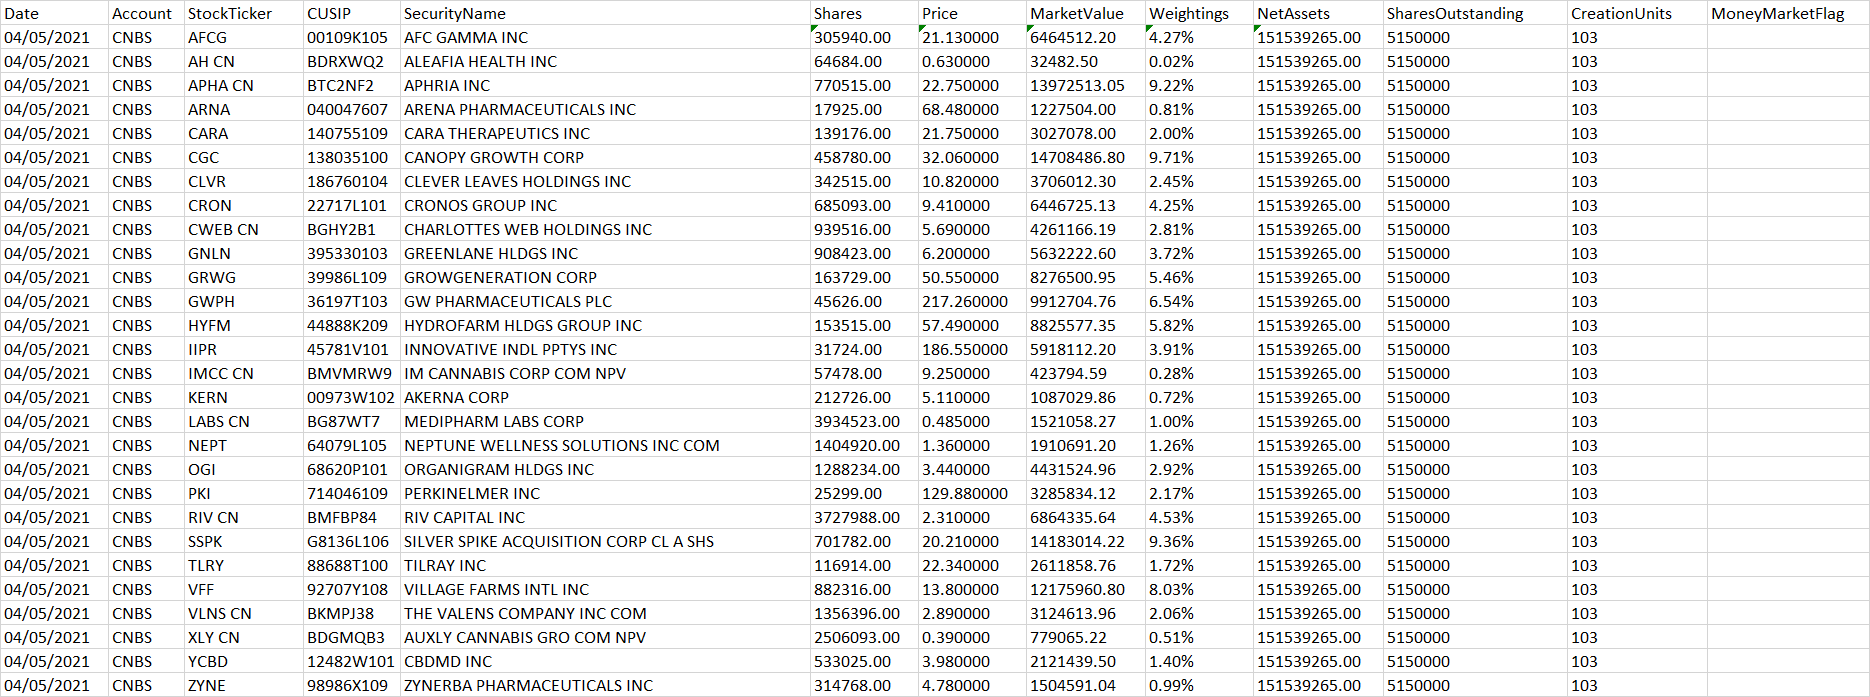 Date Account StockTicker CUSIP SecurityName Shares Price MarketValue Weightings NetAssets SharesOutstanding CreationUnits MoneyMarketFlag
04/05/2021 CNBS AFCG 00109K105 AFC GAMMA INC 305940.00 21.130000 6464512.20 4.27% 151539265.00 5150000 103
04/05/2021 CNBS AH CN BDRXWQ2 ALEAFIA HEALTH INC 64684.00 0.630000 32482.50 0.02% 151539265.00 5150000 103
04/05/2021 CNBS APHA CN BTC2NF2 APHRIA INC 770515.00 22.750000 13972513.05 9.22% 151539265.00 5150000 103
04/05/2021 CNBS ARNA 040047607 ARENA PHARMACEUTICALS INC 17925.00 68.480000 1227504.00 0.81% 151539265.00 5150000 103
04/05/2021 CNBS CARA 140755109 CARA THERAPEUTICS INC 139176.00 21.750000 3027078.00 2.00% 151539265.00 5150000 103
04/05/2021 CNBS CGC 138035100 CANOPY GROWTH CORP 458780.00 32.060000 14708486.80 9.71% 151539265.00 5150000 103
04/05/2021 CNBS CLVR 186760104 CLEVER LEAVES HOLDINGS INC 342515.00 10.820000 3706012.30 2.45% 151539265.00 5150000 103
04/05/2021 CNBS CRON 22717L101 CRONOS GROUP INC 685093.00 9.410000 6446725.13 4.25% 151539265.00 5150000 103
04/05/2021 CNBS CWEB CN BGHY2B1 CHARLOTTES WEB HOLDINGS INC 939516.00 5.690000 4261166.19 2.81% 151539265.00 5150000 103
04/05/2021 CNBS GNLN 395330103 GREENLANE HLDGS INC 908423.00 6.200000 5632222.60 3.72% 151539265.00 5150000 103
04/05/2021 CNBS GRWG 39986L109 GROWGENERATION CORP 163729.00 50.550000 8276500.95 5.46% 151539265.00 5150000 103
04/05/2021 CNBS GWPH 36197T103 GW PHARMACEUTICALS PLC 45626.00 217.260000 9912704.76 6.54% 151539265.00 5150000 103
04/05/2021 CNBS HYFM 44888K209 HYDROFARM HLDGS GROUP INC 153515.00 57.490000 8825577.35 5.82% 151539265.00 5150000 103
04/05/2021 CNBS IIPR 45781V101 INNOVATIVE INDL PPTYS INC 31724.00 186.550000 5918112.20 3.91% 151539265.00 5150000 103
04/05/2021 CNBS IMCC CN BMVMRW9 IM CANNABIS CORP COM NPV 57478.00 9.250000 423794.59 0.28% 151539265.00 5150000 103
04/05/2021 CNBS KERN 00973W102 AKERNA CORP 212726.00 5.110000 1087029.86 0.72% 151539265.00 5150000 103
04/05/2021 CNBS LABS CN BG87WT7 MEDIPHARM LABS CORP 3934523.00 0.485000 1521058.27 1.00% 151539265.00 5150000 103
04/05/2021 CNBS NEPT 64079L105 NEPTUNE WELLNESS SOLUTIONS INC COM 1404920.00 1.360000 1910691.20 1.26% 151539265.00 5150000 103
04/05/2021 CNBS OGI 68620P101 ORGANIGRAM HLDGS INC 1288234.00 3.440000 4431524.96 2.92% 151539265.00 5150000 103
04/05/2021 CNBS PKI 714046109 PERKINELMER INC 25299.00 129.880000 3285834.12 2.17% 151539265.00 5150000 103
04/05/2021 CNBS RIV CN BMFBP84 RIV CAPITAL INC 3727988.00 2.310000 6864335.64 4.53% 151539265.00 5150000 103
04/05/2021 CNBS SSPK G8136L106 SILVER SPIKE ACQUISITION CORP CL A SHS 701782.00 20.210000 14183014.22 9.36% 151539265.00 5150000 103
04/05/2021 CNBS TLRY 88688T100 TILRAY INC 116914.00 22.340000 2611858.76 1.72% 151539265.00 5150000 103
04/05/2021 CNBS VFF 92707Y108 VILLAGE FARMS INTL INC 882316.00 13.800000 12175960.80 8.03% 151539265.00 5150000 103
04/05/2021 CNBS VLNS CN BKMPJ38 THE VALENS COMPANY INC COM 1356396.00 2.890000 3124613.96 2.06% 151539265.00 5150000 103
04/05/2021 CNBS XLY CN BDGMQB3 AUXLY CANNABIS GRO COM NPV 2506093.00 0.390000 779065.22 0.51% 151539265.00 5150000 103
04/05/2021 CNBS YCBD 12482W101 CBDMD INC 533025.00 3.980000 2121439.50 1.40% 151539265.00 5150000 103
04/05/2021 CNBS ZYNE 98986X109 ZYNERBA PHARMACEUTICALS INC 314768.00 4.780000 1504591.04 0.99% 151539265.00 5150000 103